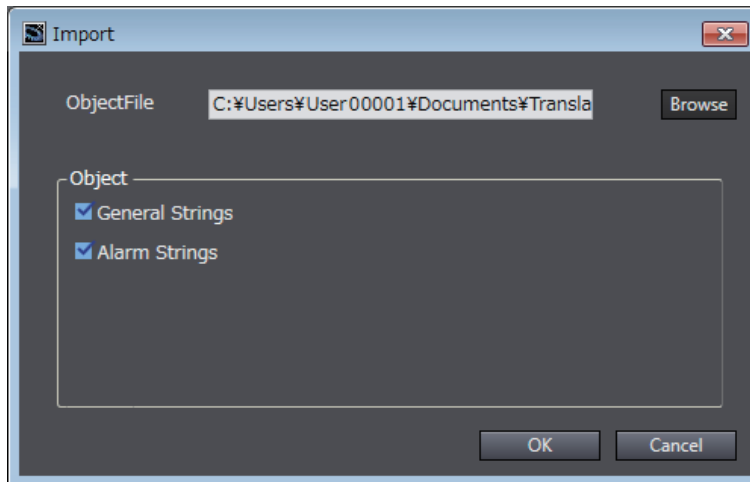 Import
ObjectFile C:¥Users¥User00001¥Documents¥Transla Browse
Object
General Strings
Alarm Strings
OK Cancel